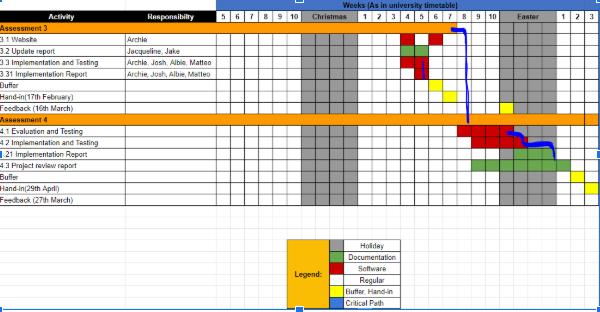 Weeks (As in university timetable)
Activity Responsibilty 5 6 7 8 9 10 Christmas 1 2 3 4 5 6 7 8 9 10 Easter 1 2 3
Assessment 3
3.1 Website Archie
3.2 Update report Jacqueline, Jake
3.3 Implementation and Testing Archie, Josh, Albie, Matteo
3.31 Implementation Report Archie, Josh, Albie, Matteo
Buffer
Hand-in(17th February)
Feedback (16th March)
Assessment 4
4.1 Evaluation and Testing
4.2 Implementation and Testing
.21 Implementation Report
4.3 Project review report
Buffer
Hand-in(29th April)
Feedback (27th March)
Legend:
Holiday
Documentation
Software
Regular
Buffer, Hand-in
Critical Path